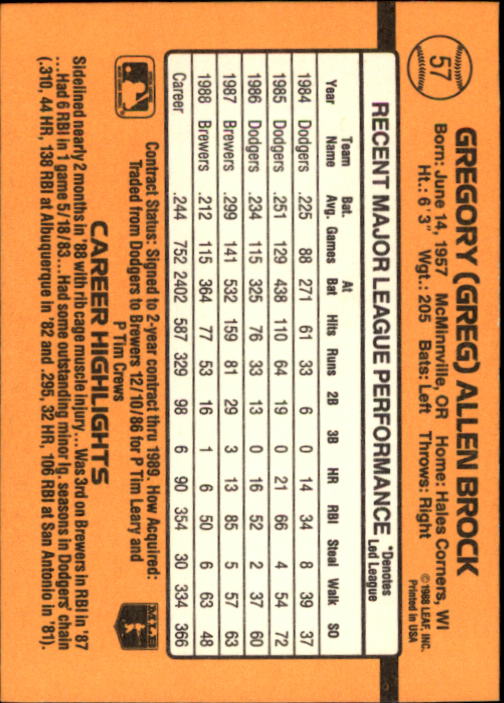 57
GREGORY (GREG) ALLEN BROCK
Born: June 14, 1957 McMinnville, OR Home: Hales Corners, WI
Ht.: 6' 3" Wgt.: 205 Bats: Left Throws: Right
© 1988 LEAF, INC.
Printed in USA
RECENT MAJOR LEAGUE PERFORMANCE
*Denotes Led League
Year Team Name Bat. Avg. Games At Bat Hits Runs 2B 3B HR RBI Steal Walk SO
1984 Dodgers .225 88 271 61 33 6 0 14 34 8 39 37
1985 Dodgers .251 129 438 110 64 19 0 21 66 4 54 72
1986 Dodgers .234 115 325 76 33 13 0 16 52 2 37 60
1987 Brewers .299 141 532 159 81 29 3 13 85 5 57 63
1988 Brewers .212 115 364 77 53 16 1 6 50 6 63 48
Career .244 752 2402 587 329 98 6 90 354 30 334 366
Contract Status: Signed to 2-year contract thru 1989. How Acquired:
Traded from Dodgers to Brewers 12/10/86 for P Tim Leary and
P Tim Crews
MLB
CAREER HIGHLIGHTS
Sidelined nearly 2 months in '88 with rib cage muscle injury...Was 3rd on Brewers in RBI in '87
...Had 6 RBI in 1 game 5/18/83...Had some outstanding minor lg. seasons in Dodgers' chain
(.310, 44 HR, 138 RBI at Albuquerque in '82 and .295, 32 HR, 106 RBI at San Antonio in '81).